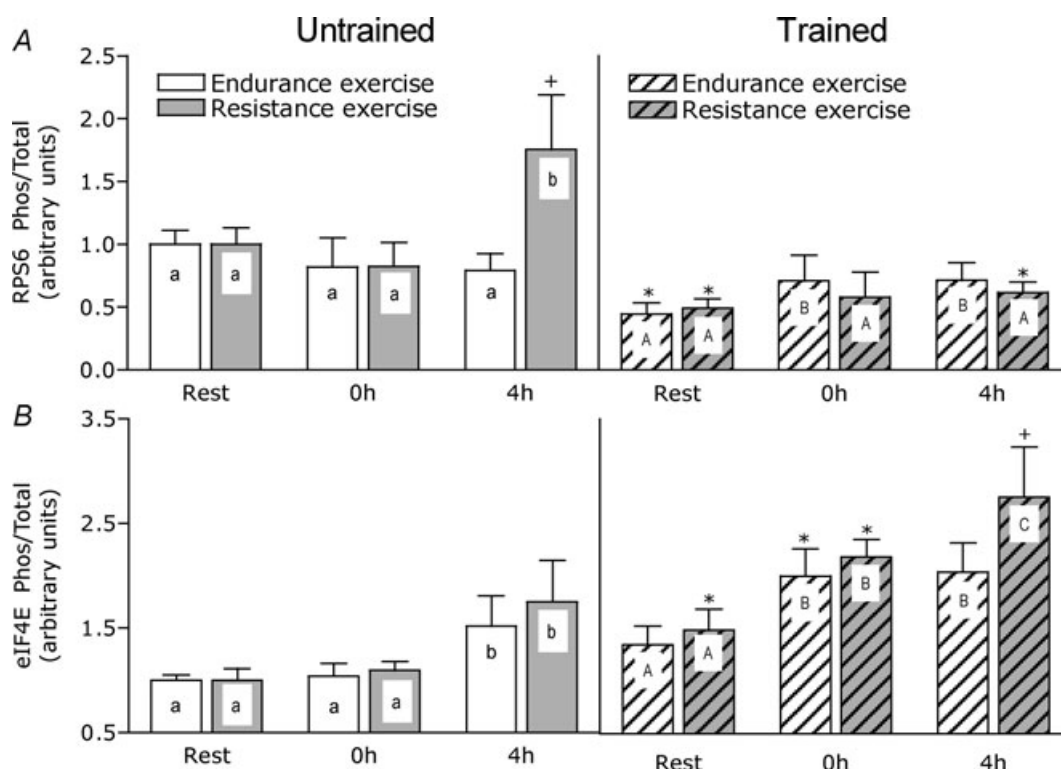 Untrained Trained
A
2.5
2.0
1.5
1.0
0.5
0.0
RPS6 Phos/Total
(arbitrary units)
Endurance exercise
Resistance exercise
Endurance exercise
Resistance exercise
+
a a a a a b
* * *
A A B A B A
Rest 0h 4h Rest 0h 4h
B
3.5
2.5
1.5
0.5
eIF4E Phos/Total
(arbitrary units)
* * * +
a a a a b b
A A B B B C
Rest 0h 4h Rest 0h 4h